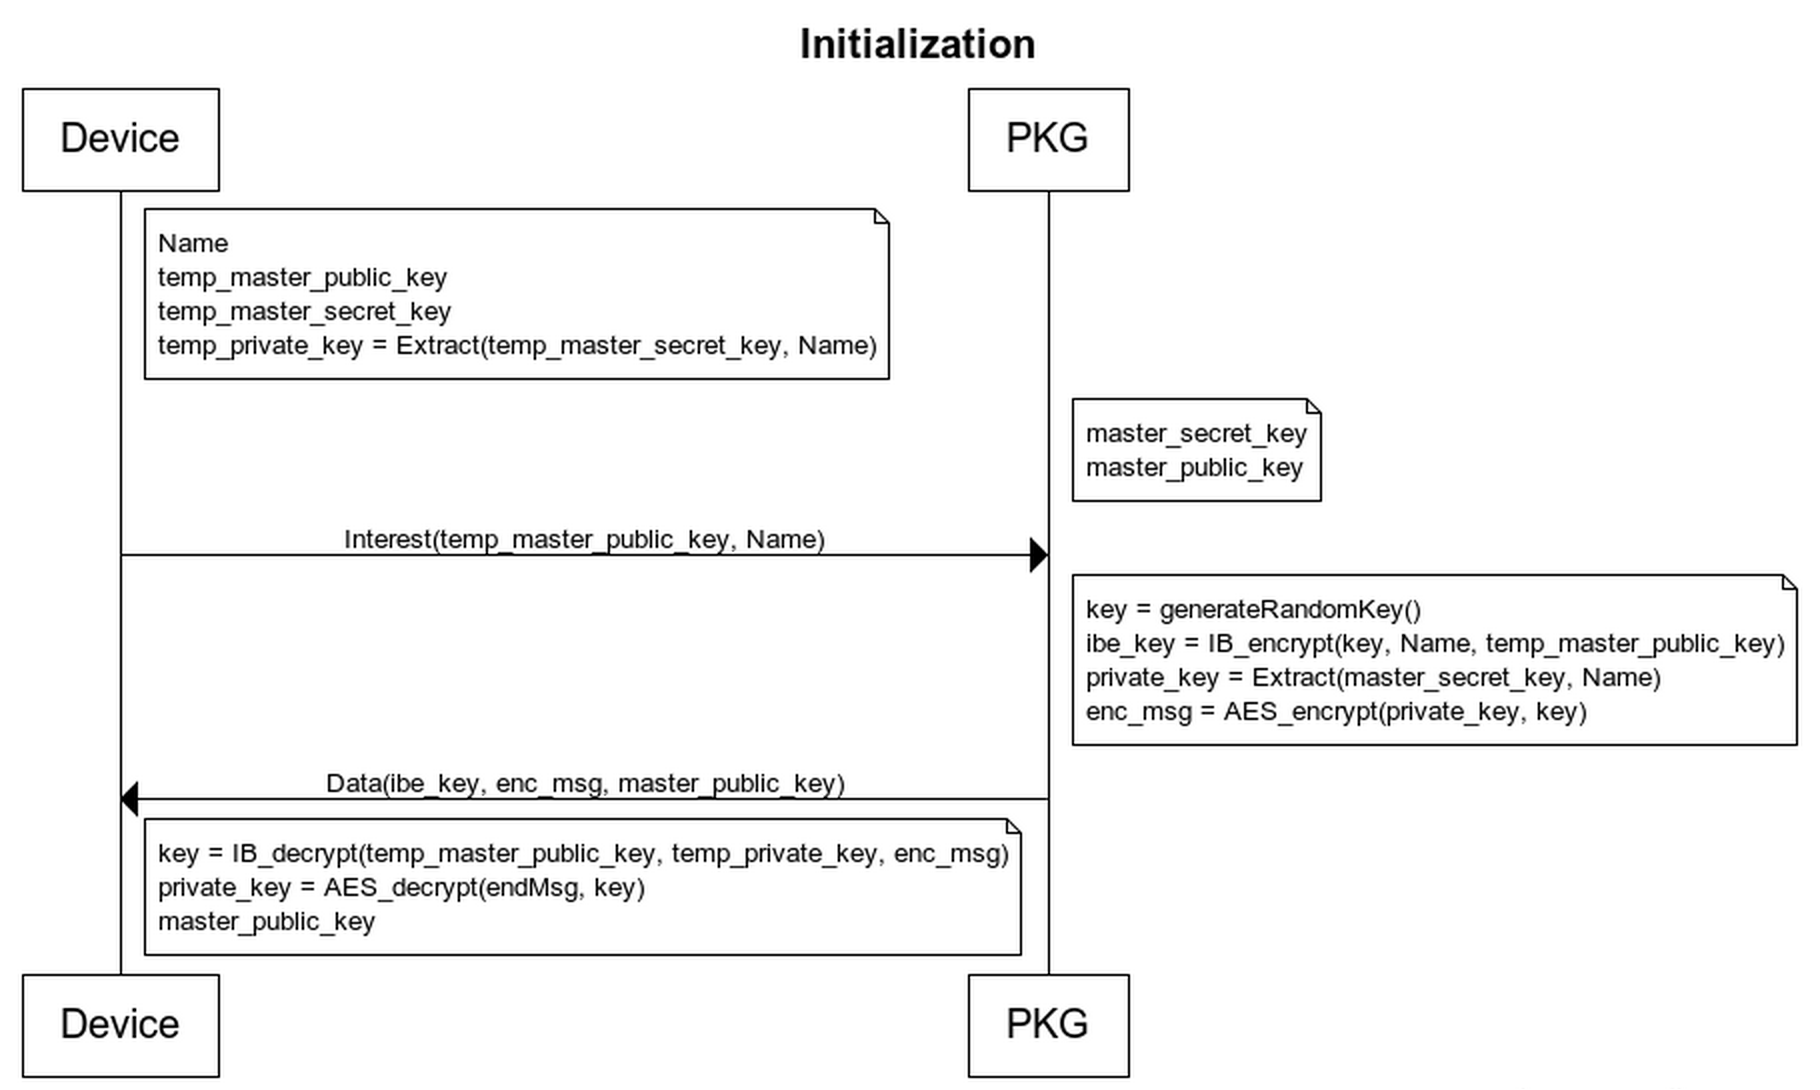 Initialization
Device
PKG
Name
temp_master_public_key
temp_master_secret_key
temp_private_key = Extract(temp_master_secret_key, Name)
master_secret_key
master_public_key
Interest(temp_master_public_key, Name)
key = generateRandomKey()
ibe_key = IB_encrypt(key, Name, temp_master_public_key)
private_key = Extract(master_secret_key, Name)
enc_msg = AES_encrypt(private_key, key)
Data(ibe_key, enc_msg, master_public_key)
key = IB_decrypt(temp_master_public_key, temp_private_key, enc_msg)
private_key = AES_decrypt(endMsg, key)
master_public_key
Device
PKG